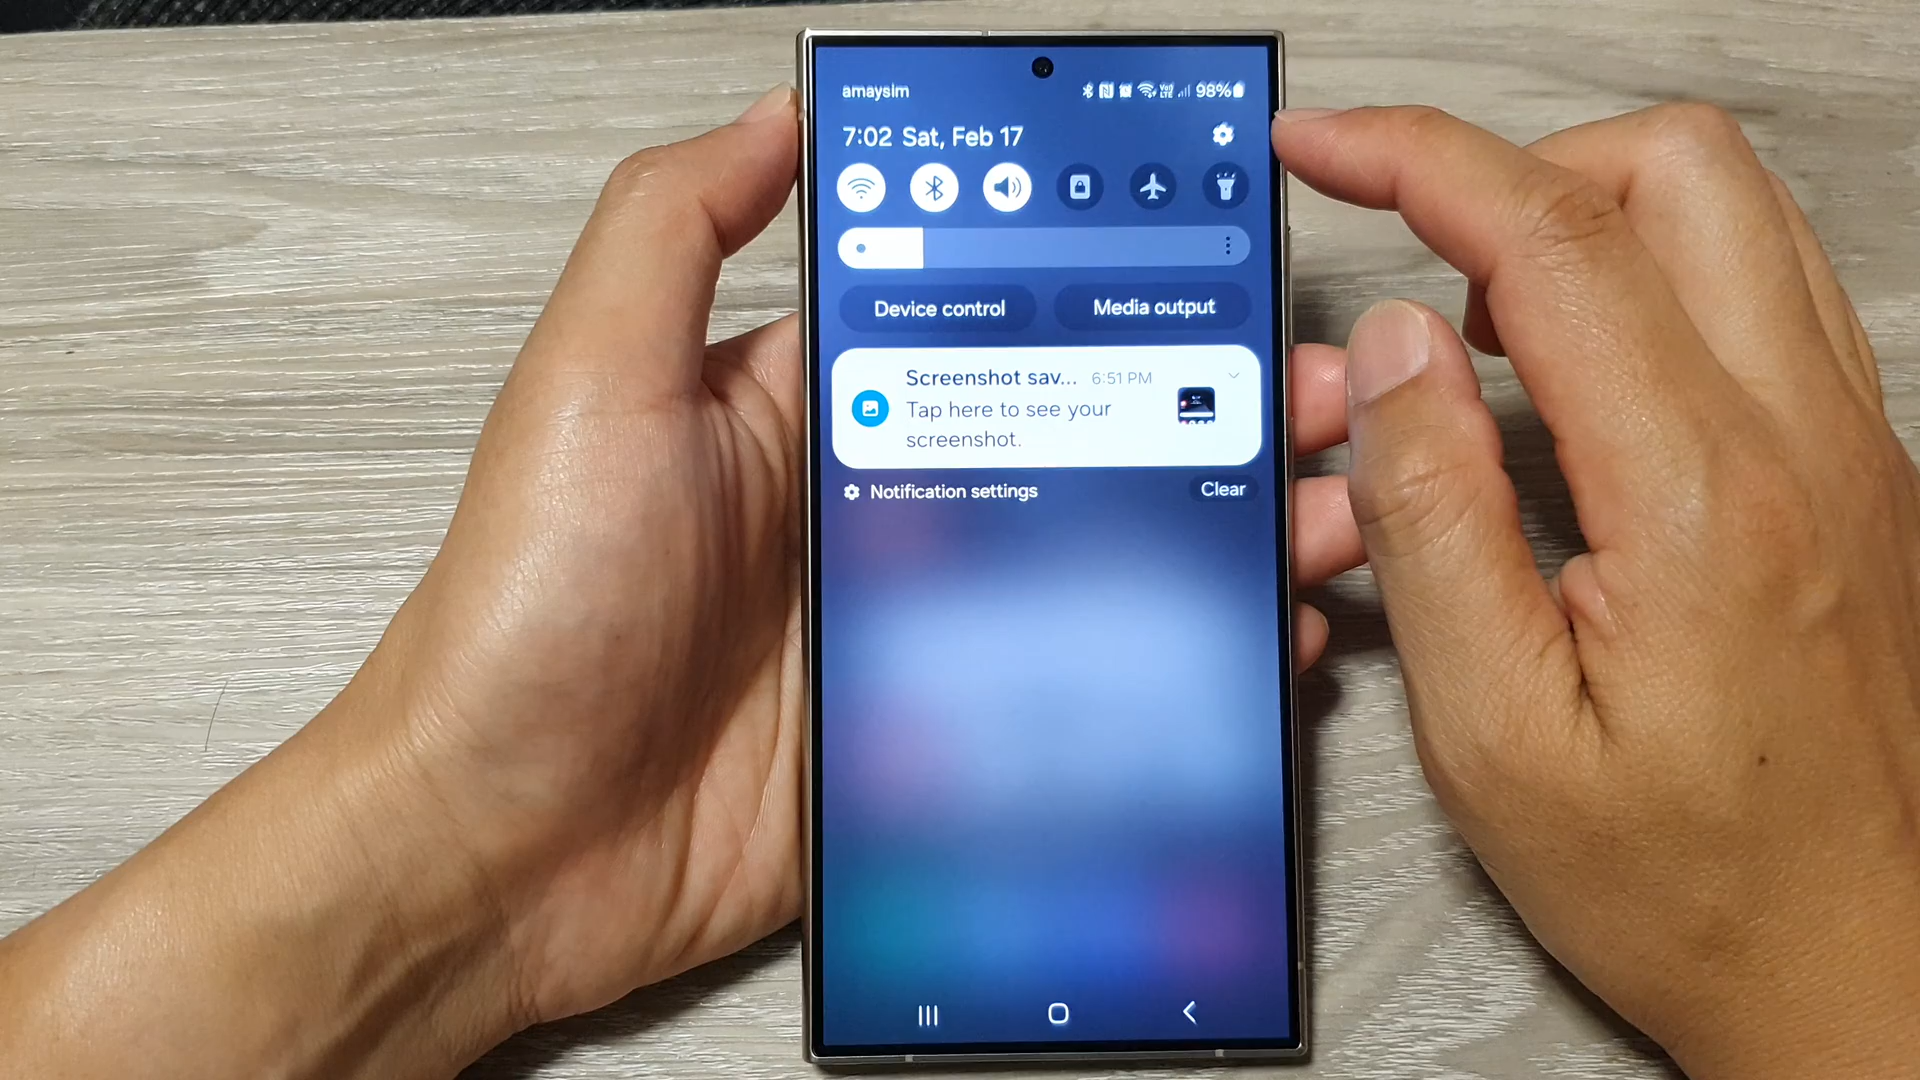 amaysim
98%
7:02 Sat, Feb 17
Device control
Media output
Screenshot sav... 6:51 PM
Tap here to see your
screenshot.
Notification settings
Clear